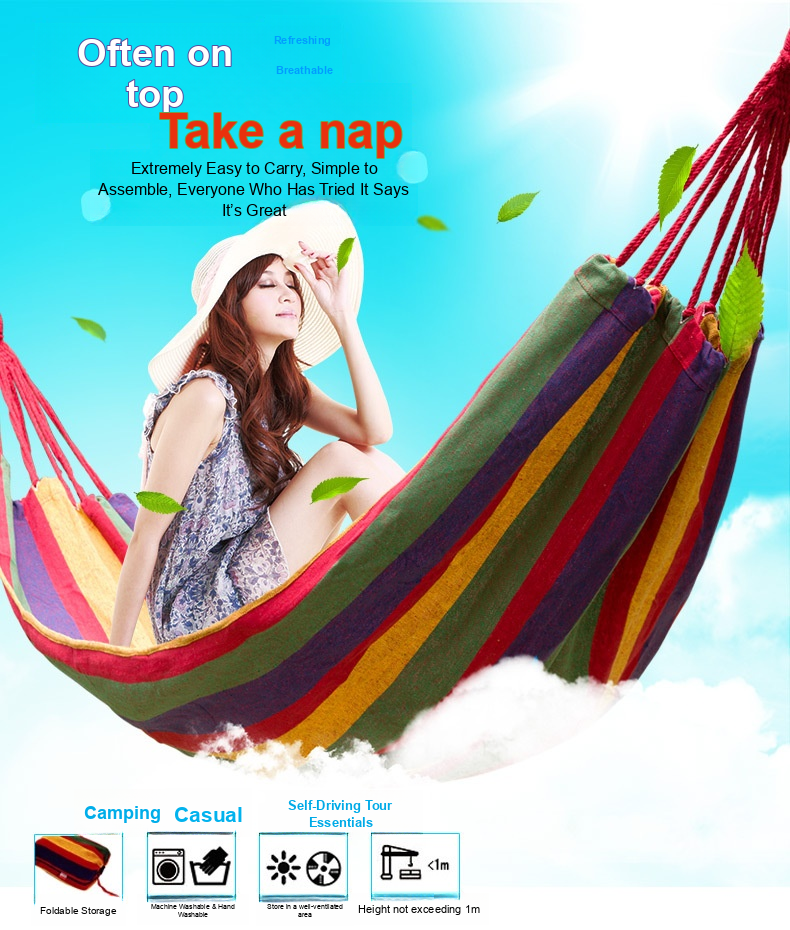 Often on
top
Refreshing
Breathable
Take a nap
Extremely Easy to Carry, Simple to
Assemble, Everyone Who Has Tried It Says
It's Great
Camping
Casual
Self-Driving Tour
Essentials
<1m
Foldable Storage
Machine Washable & Hand
Washable
Store in a well-ventilated
area
Height not exceeding 1m